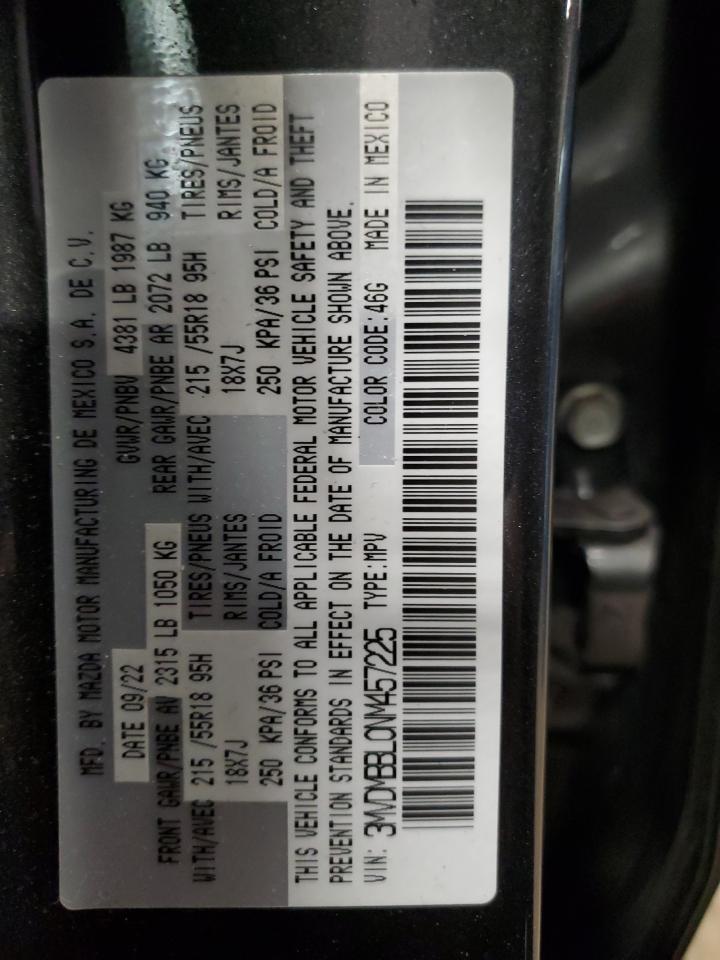 MFD. BY MAZDA MOTOR MANUFACTURING DE MEXICO S.A. DE C.V.
DATE 09/22 GVWR/PNBV 4381 LB 1987 KG
FRONT GAWR/PNBE AV 2315 LB 1050 KG REAR GAWR/PNBE AR 2072 LB 940 KG
WITH/AVEC 215 /55R18 95H TIRES/PNEUS WITH/AVEC 215 /55R18 95H TIRES/PNEUS
18X7J RIMS/JANTES 18X7J RIMS/JANTES
250 KPA/36 PSI COLD/A FROID 250 KPA/36 PSI COLD/A FROID
THIS VEHICLE CONFORMS TO ALL APPLICABLE FEDERAL MOTOR VEHICLE SAFETY AND THEFT
PREVENTION STANDARDS IN EFFECT ON THE DATE OF MANUFACTURE SHOWN ABOVE.
VIN: 3MVDMBBL0NM457225 TYPE:MPV COLOR CODE:46G MADE IN MEXICO